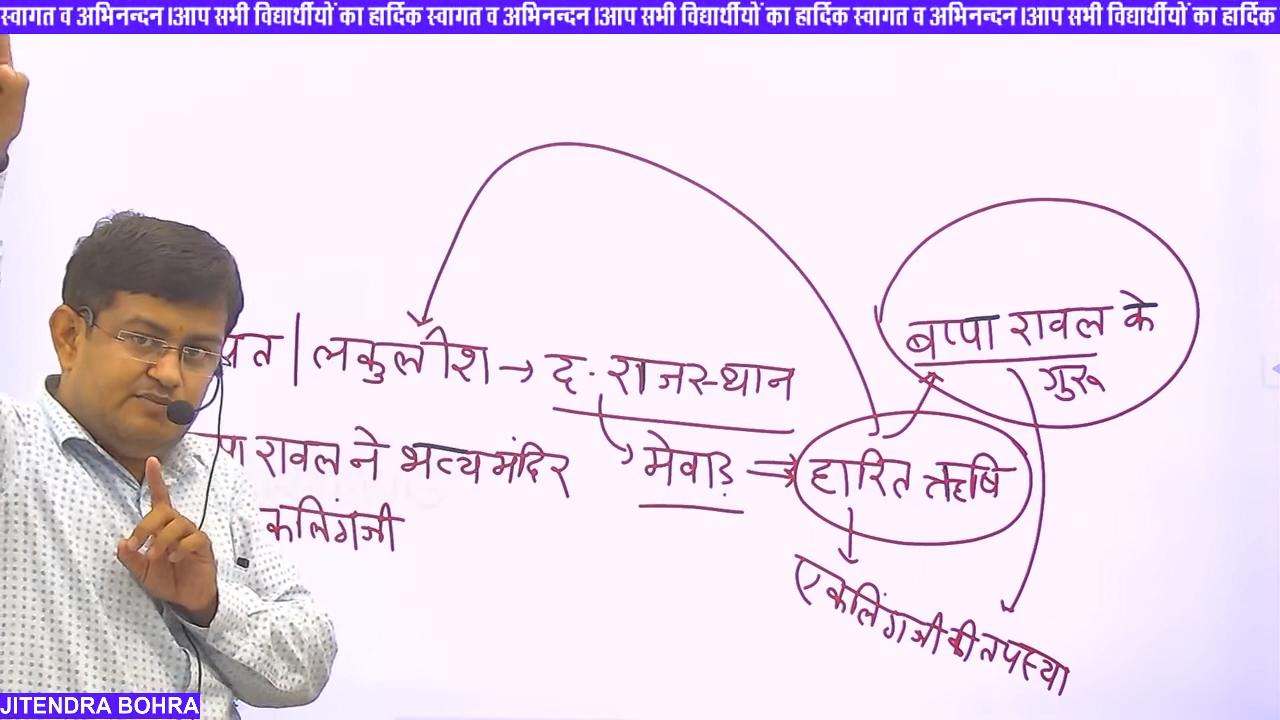 स्वागत व अभिनन्दन।आप सभी विद्यार्थीयों का हार्दिक स्वागत व अभिनन्दन।आप सभी विद्यार्थीयों का हार्दिक स्वागत व अभिनन्दन।आप सभी विद्यार्थीयों का हार्दिक
बप्पा रावल के
गुरू
लकुलीश → द. राजस्थान
रावल ने भव्य मंदिर
मेवाड़ ⇒ हारित ऋषि
कलिंगजी
एकलिंगजी की तपस्या
JITENDRA BOHRA